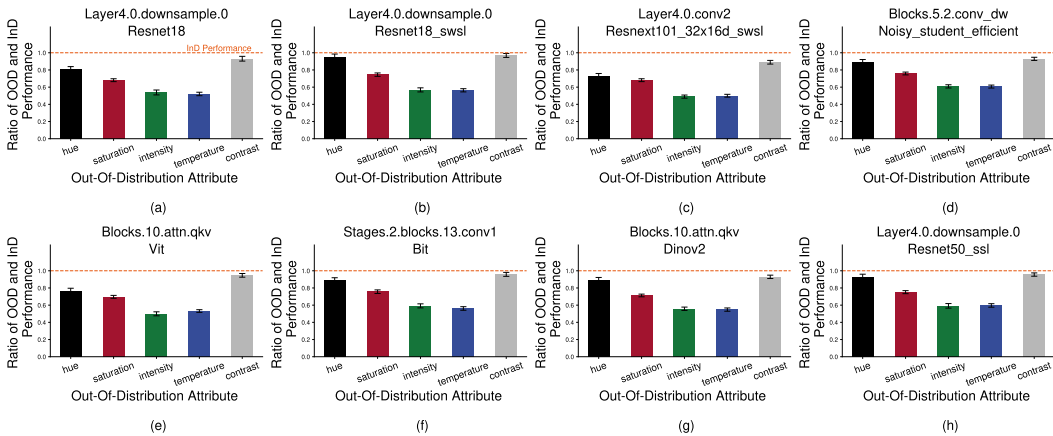 Layer4.0.downsample.0
Resnet18
InD Performance
Ratio of OOD and InD
Performance
1.0
0.8
0.6
0.4
0.2
0.0
hue
saturation
intensity
temperature
contrast
Out-Of-Distribution Attribute
(a)
Layer4.0.downsample.0
Resnet18_swsl
Ratio of OOD and InD
Performance
1.0
0.8
0.6
0.4
0.2
0.0
hue
saturation
intensity
temperature
contrast
Out-Of-Distribution Attribute
(b)
Layer4.0.conv2
Resnext101_32x16d_swsl
Ratio of OOD and InD
Performance
1.0
0.8
0.6
0.4
0.2
0.0
hue
saturation
intensity
temperature
contrast
Out-Of-Distribution Attribute
(c)
Blocks.5.2.conv_dw
Noisy_student_efficient
Ratio of OOD and InD
Performance
1.0
0.8
0.6
0.4
0.2
0.0
hue
saturation
intensity
temperature
contrast
Out-Of-Distribution Attribute
(d)
Blocks.10.attn.qkv
Vit
Ratio of OOD and InD
Performance
1.0
0.8
0.6
0.4
0.2
0.0
hue
saturation
intensity
temperature
contrast
Out-Of-Distribution Attribute
(e)
Stages.2.blocks.13.conv1
Bit
Ratio of OOD and InD
Performance
1.0
0.8
0.6
0.4
0.2
0.0
hue
saturation
intensity
temperature
contrast
Out-Of-Distribution Attribute
(f)
Blocks.10.attn.qkv
Dinov2
Ratio of OOD and InD
Performance
1.0
0.8
0.6
0.4
0.2
0.0
hue
saturation
intensity
temperature
contrast
Out-Of-Distribution Attribute
(g)
Layer4.0.downsample.0
Resnet50_ssl
Ratio of OOD and InD
Performance
1.0
0.8
0.6
0.4
0.2
0.0
hue
saturation
intensity
temperature
contrast
Out-Of-Distribution Attribute
(h)